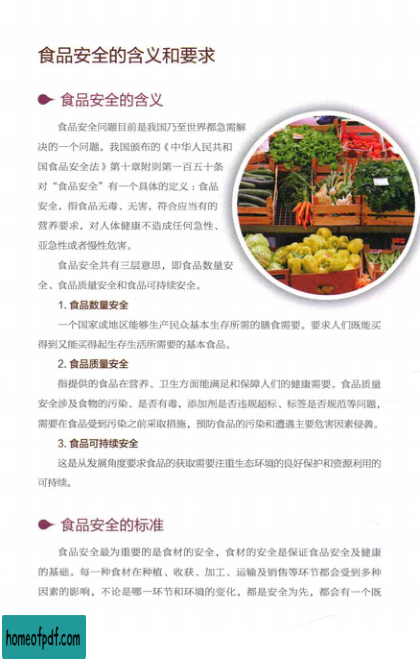 食品安全的含义和要求
食品安全的含义
食品安全问题目前是我国乃至世界都急需解
决的一个问题。我国颁布的《中华人民共和
国食品安全法》第十章附则第一百五十条
对“食品安全”有一个具体的定义：食品
安全，指食品无毒、无害，符合应当有的
营养要求，对人体健康不造成任何急性、
亚急性或者慢性危害。
食品安全共有三层意思，即食品数量安
全、食品质量安全和食品可持续安全。
1. 食品数量安全
一个国家或地区能够生产民众基本生存所需的膳食需要。要求人们既能买
得到又能买得起生存生活所需要的基本食品。
2. 食品质量安全
指提供的食品在营养、卫生方面能满足和保障人们的健康需要。食品质量
安全涉及食物的污染、是否有毒，添加剂是否违规超标、标签是否规范等问题，
需要在食品受到污染之前采取措施，预防食品的污染和遭遇主要危害因素侵袭。
3. 食品可持续安全
这是从发展角度要求食品的获取需要注重生态环境的良好保护和资源利用的
可持续。
食品安全的标准
食品安全最为重要的是食材的安全，食材的安全是保证食品安全及健康
的基础。每一种食材在种植、收获、加工、运输及销售等环节都会受到多种
因素的影响，不论是哪一环节和环境的变化，都是安全为先，都会有一个既
homeofpdf.com